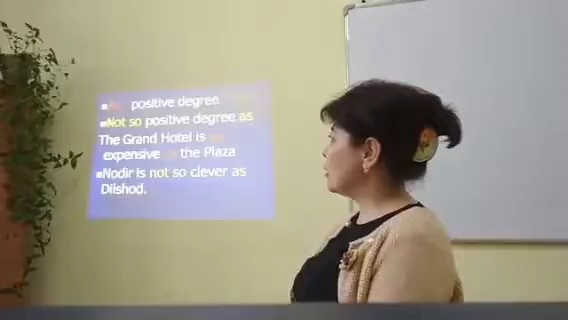 positive degree
Not so positive degree as
The Grand Hotel is
expensive the Plaza
Nodir is not so clever as
Dilshod.